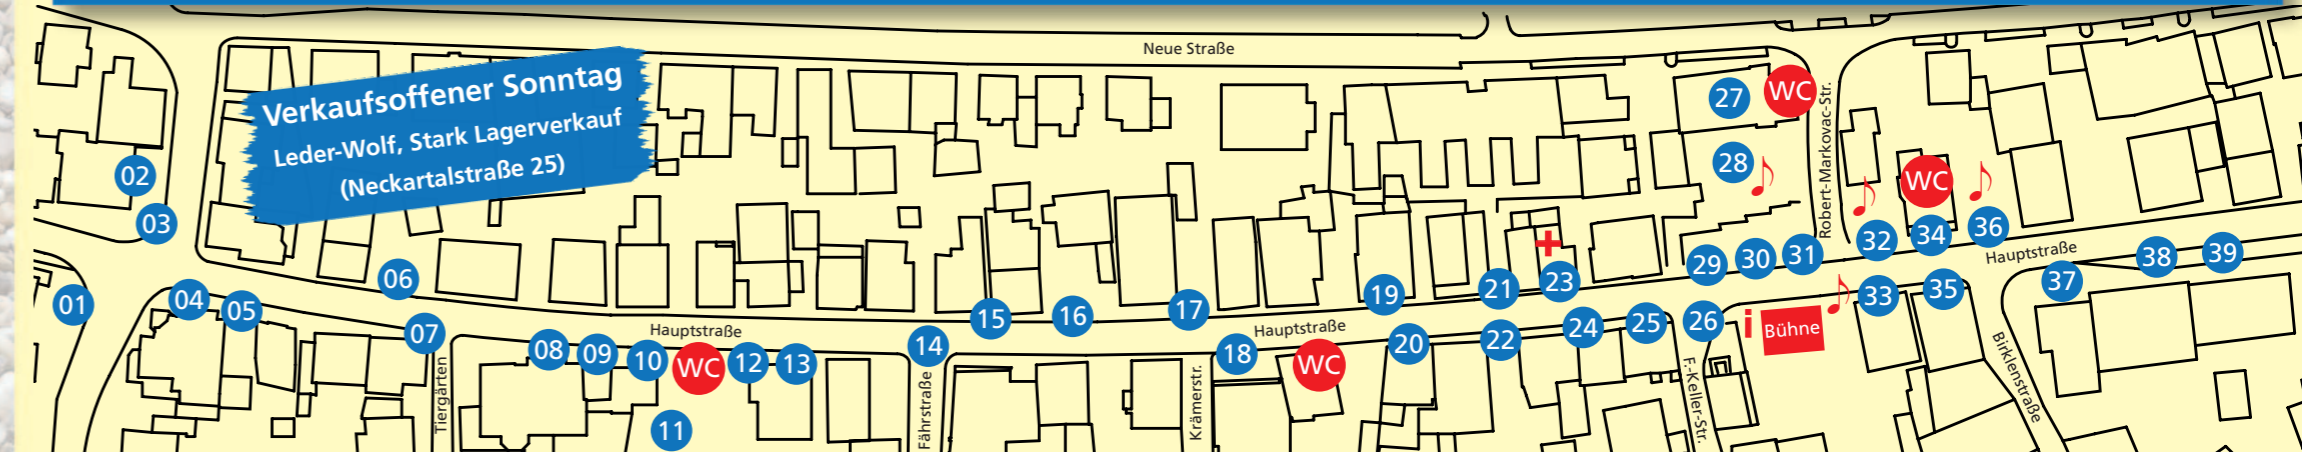 Neue Straße
Verkaufsoffener Sonntag
Leder-Wolf, Stark Lagerverkauf
(Neckartalstraße 25)
27
WC
Robert-Markovac-Str.
28
02
03
WC
32
34
36
Hauptstraße
38
39
37
01
04
05
06
07
Tiergärten
Hauptstraße
08
09
10
WC
12
13
11
14
Fährstraße
15
16
17
Krämerstr.
18
Hauptstraße
WC
19
20
21
22
23
24
25
26
F.-Keller-Str.
29
30
31
i
Bühne
33
35
Birklenstraße